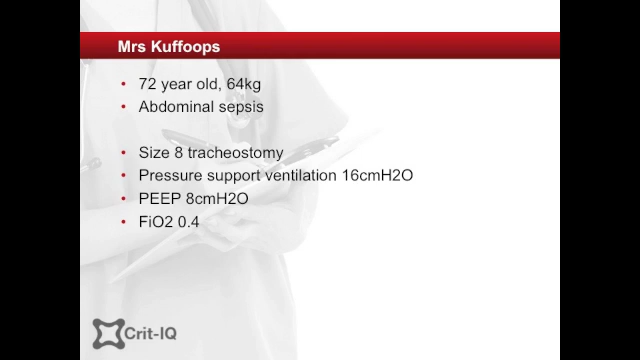 Mrs Kuffoops
• 72 year old, 64kg
• Abdominal sepsis
• Size 8 tracheostomy
• Pressure support ventilation 16cmH2O
• PEEP 8cmH2O
• FiO2 0.4
Crit-IQ